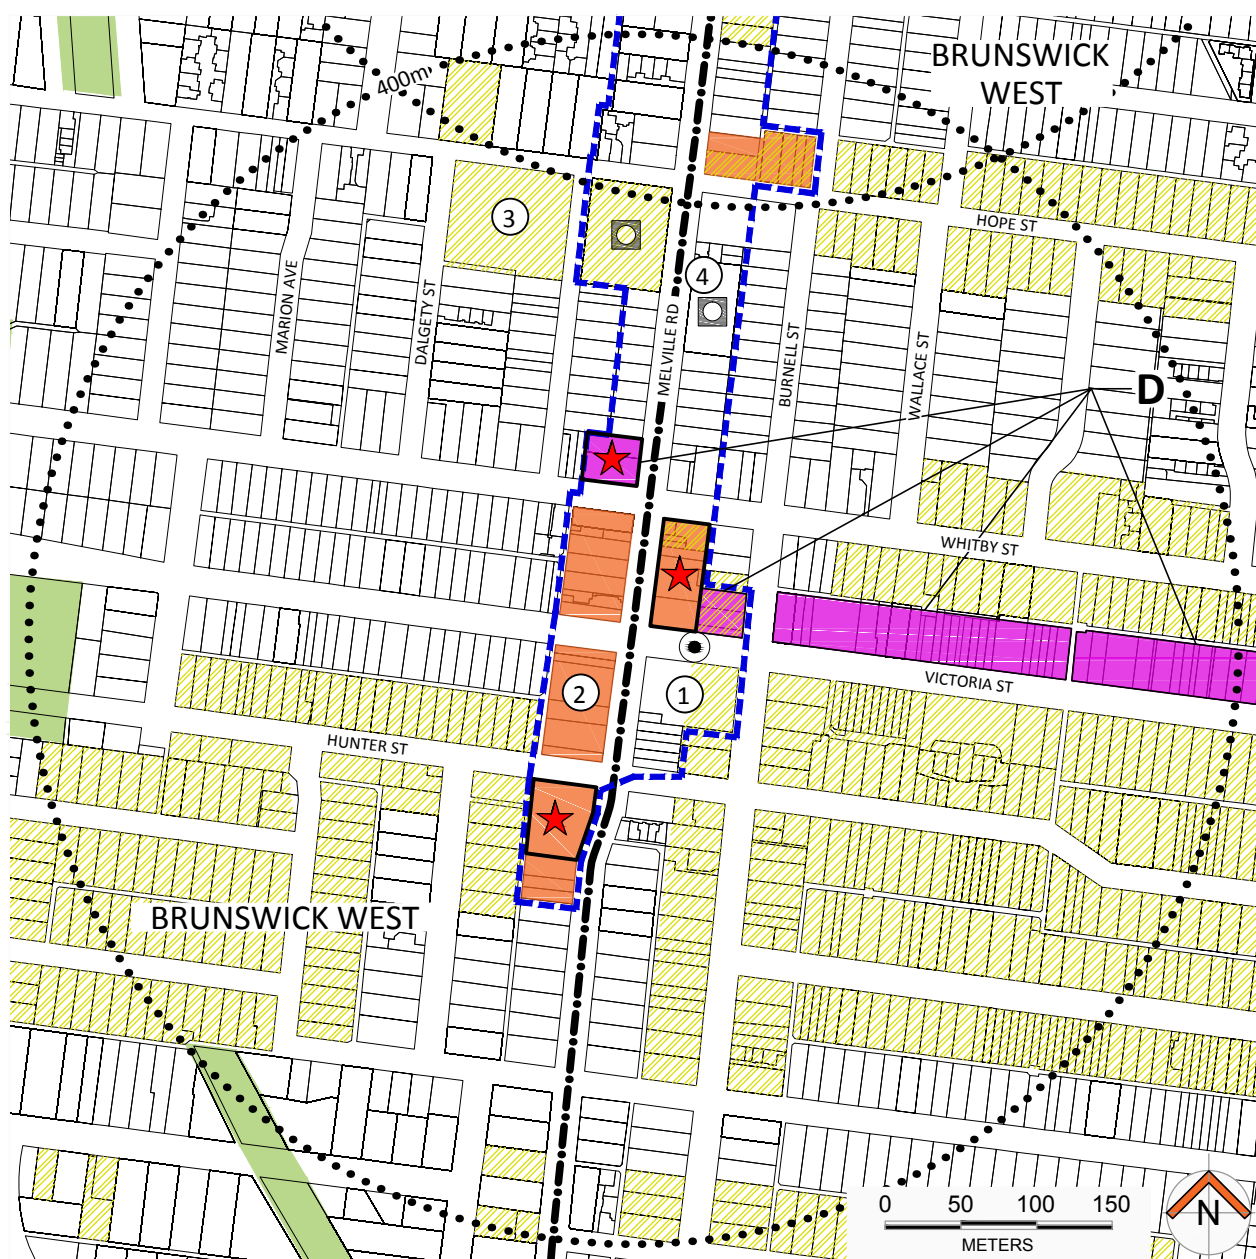 BRUNSWICK
WEST
400m
3
HOPE ST
4
MARION AVE
DALGETY ST
MELVILLE RD
BURNELL ST
WALLACE ST
D
WHITBY ST
2
1
VICTORIA ST
HUNTER ST
BRUNSWICK WEST
0 50 100 150
METERS
N